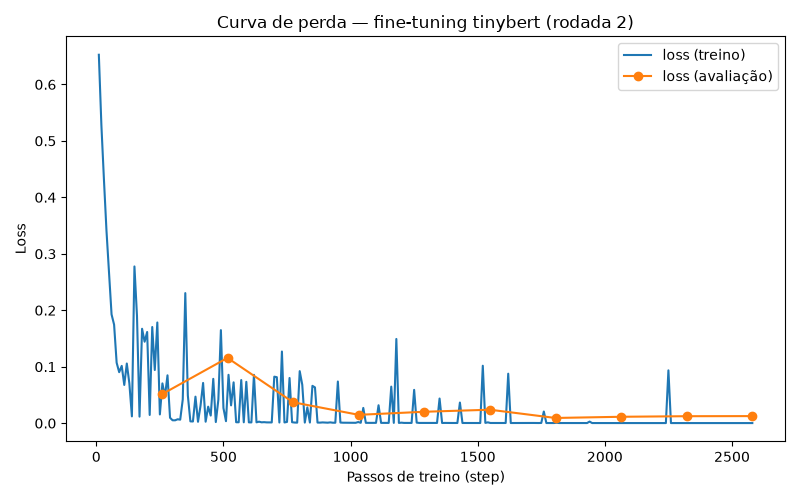 Curva de perda — fine-tuning tinybert (rodada 2)
loss (treino)
loss (avaliação)
Loss
0.6
0.5
0.4
0.3
0.2
0.1
0.0
0
500
1000
1500
2000
2500
Passos de treino (step)